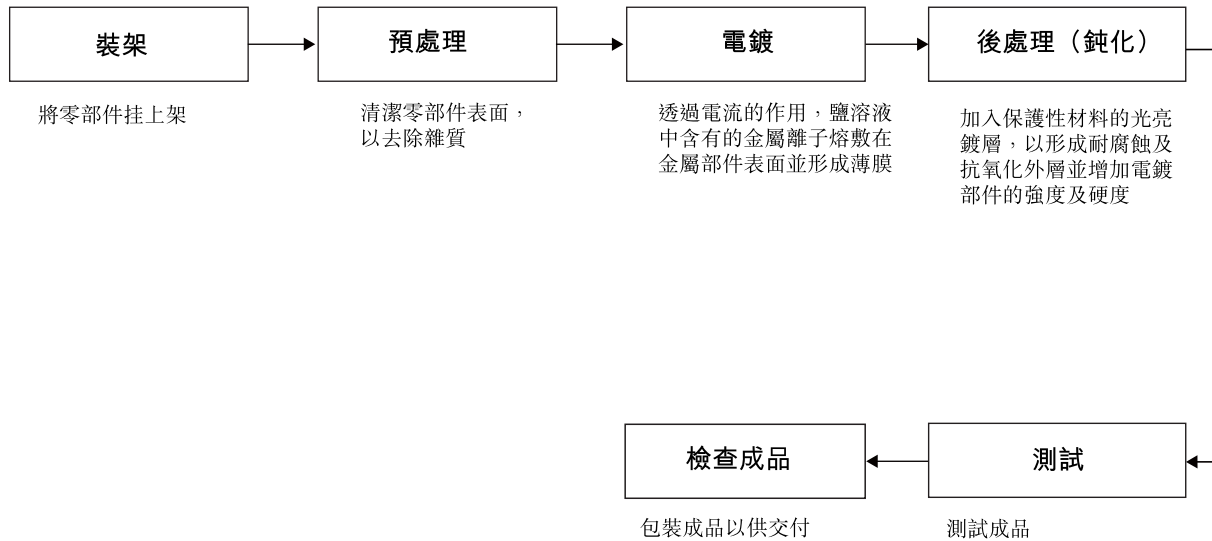 裝架
將零部件挂上架
預處理
清潔零部件表面，
以去除雜質
電鍍
透過電流的作用，鹽溶液
中含有的金屬離子熔敷在
金屬部件表面並形成薄膜
後處理（鈍化）
加入保護性材料的光亮
鍍層，以形成耐腐蝕及
抗氧化外層並增加電鍍
部件的強度及硬度
測試
測試成品
檢查成品
包裝成品以供交付